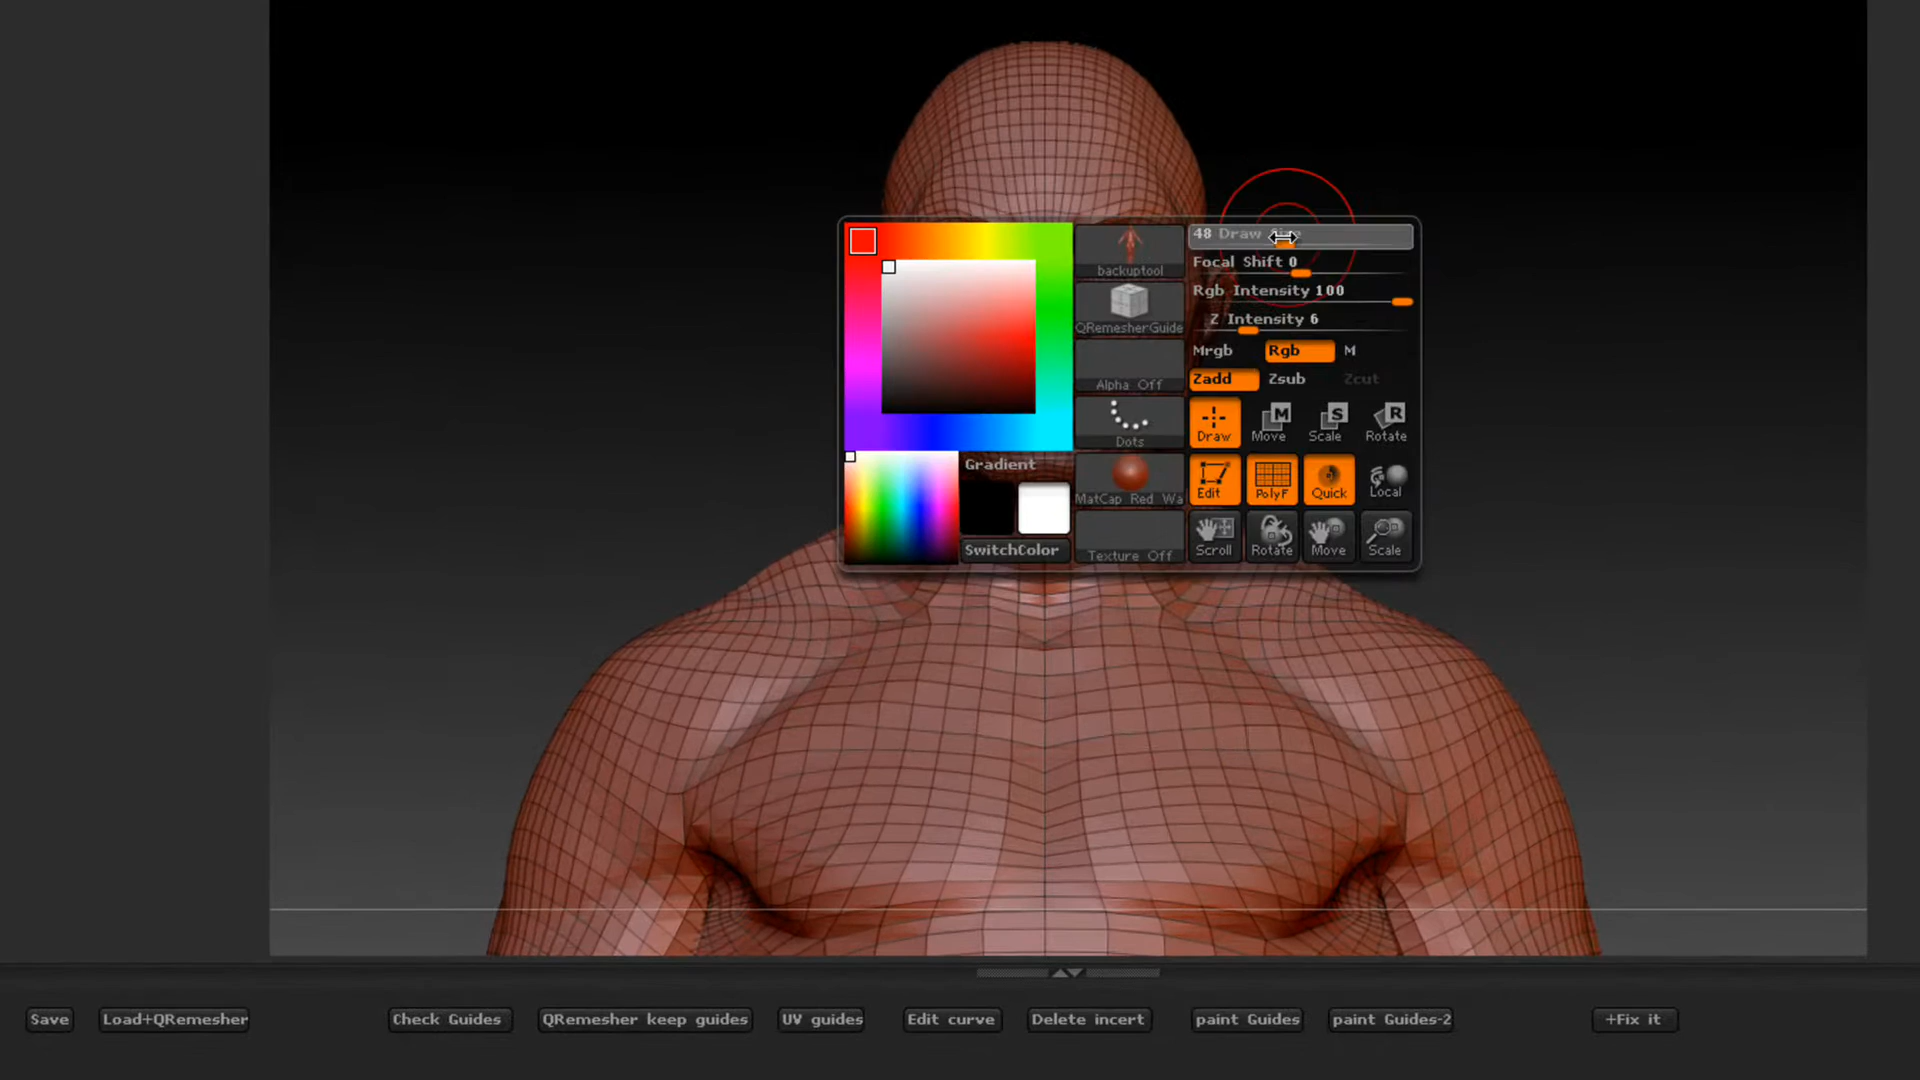 48 Draw Size
backuptool
Focal Shift 0
Rgb Intensity 100
QRemesherGuide
Z Intensity 6
Mrgb Rgb M
Alpha Off
Zadd Zsub Zcut
M S R
Draw Move Scale Rotate
Dots
Gradient
MatCap Red Wa
Edit PolyF Quick Local
SwitchColor
Texture Off
Scroll Rotate Move Scale
Save Load+QRemesher Check Guides QRemesher keep guides UV guides Edit curve Delete incert paint Guides paint Guides-2 +Fix it